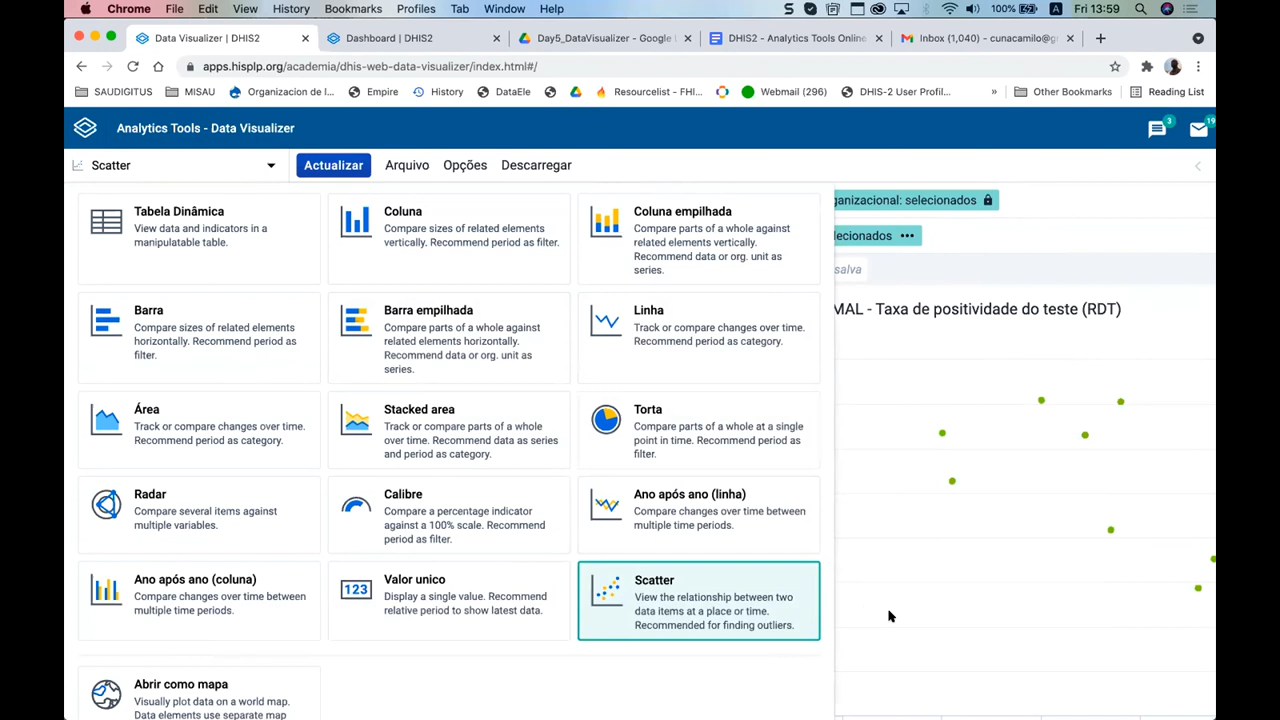 Chrome File Edit View History Bookmarks Profiles Tab Window Help 100% A Fri 13:59
Data Visualizer | DHIS2
Dashboard | DHIS2
Day5_DataVisualizer - Google
DHIS2 - Analytics Tools Online
Inbox (1,040) - cunacamilo@g
apps.hisplp.org/academia/dhis-web-data-visualizer/index.html#/
SAUDIGITUS MISAU Organizacion de I... Empire History DataEle Resourcelist - FHI... Webmail (296) DHIS-2 User Profil... » Other Bookmarks Reading List
Analytics Tools - Data Visualizer
3
19
Scatter
Actualizar Arquivo Opções Descarregar
Tabela Dinâmica
View data and indicators in a
manipulatable table.
Coluna
Compare sizes of related elements
vertically. Recommend period as filter.
Coluna empilhada
Compare parts of a whole against
related elements vertically.
Recommend data or org. unit as
series.
Barra
Compare sizes of related elements
horizontally. Recommend period as
filter.
Barra empilhada
Compare parts of a whole against
related elements horizontally.
Recommend data or org. unit as
series.
Linha
Track or compare changes over time.
Recommend period as category.
Área
Track or compare changes over time.
Recommend period as category.
Stacked area
Track or compare parts of a whole
over time. Recommend data as series
and period as category.
Torta
Compare parts of a whole at a single
point in time. Recommend period as
filter.
Radar
Compare several items against
multiple variables.
Calibre
Compare a percentage indicator
against a 100% scale. Recommend
period as filter.
Ano após ano (linha)
Compare changes over time between
multiple time periods.
Ano após ano (coluna)
Compare changes over time between
multiple time periods.
123
Valor unico
Display a single value. Recommend
relative period to show latest data.
Scatter
View the relationship between two
data items at a place or time.
Recommended for finding outliers.
Abrir como mapa
Visually plot data on a world map.
Data elements use separate map
ganizacional: selecionados
lecionados •••
salva
MAL - Taxa de positividade do teste (RDT)